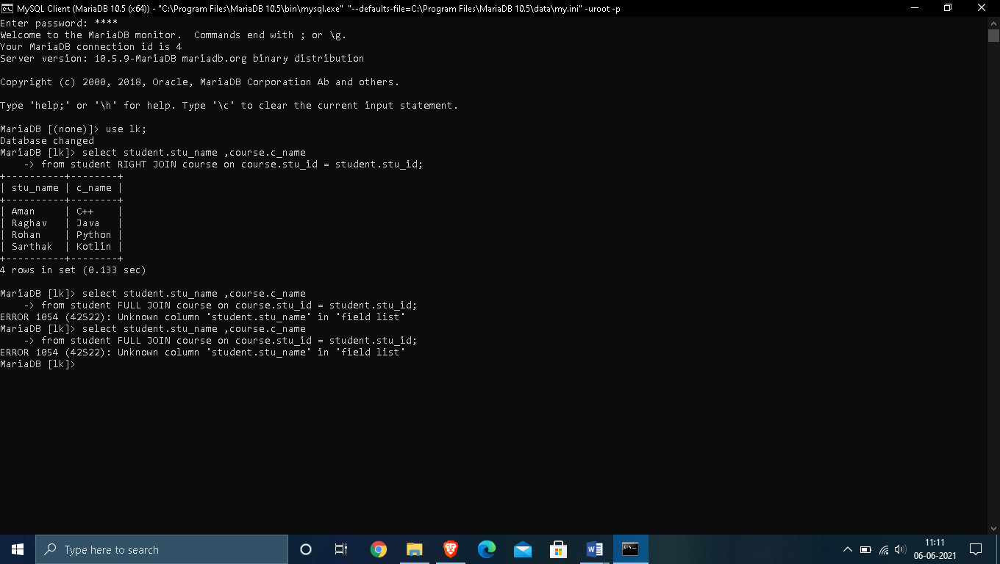 MySQL Client (MariaDB 10.5 (x64)) - "C:\Program Files\MariaDB 10.5\bin\mysql.exe" "--defaults-file=C:\Program Files\MariaDB 10.5\data\my.ini" -uroot -p
Enter password: ****
Welcome to the MariaDB monitor.  Commands end with ; or \g.
Your MariaDB connection id is 4
Server version: 10.5.9-MariaDB mariadb.org binary distribution
Copyright (c) 2000, 2018, Oracle, MariaDB Corporation Ab and others.
Type 'help;' or '\h' for help. Type '\c' to clear the current input statement.
MariaDB [(none)]> use lk;
Database changed
MariaDB [lk]> select student.stu_name ,course.c_name
    -> from student RIGHT JOIN course on course.stu_id = student.stu_id;
+----------+--------+
| stu_name | c_name |
+----------+--------+
| Aman     | C++    |
| Raghav   | Java   |
| Rohan    | Python |
| Sarthak  | Kotlin |
+----------+--------+
4 rows in set (0.133 sec)
MariaDB [lk]> select student.stu_name ,course.c_name
    -> from student FULL JOIN course on course.stu_id = student.stu_id;
ERROR 1054 (42S22): Unknown column 'student.stu_name' in 'field list'
MariaDB [lk]> select student.stu_name ,course.c_name
    -> from student FULL JOIN course on course.stu_id = student.stu_id;
ERROR 1054 (42S22): Unknown column 'student.stu_name' in 'field list'
MariaDB [lk]>
Type here to search
11:11
06-06-2021